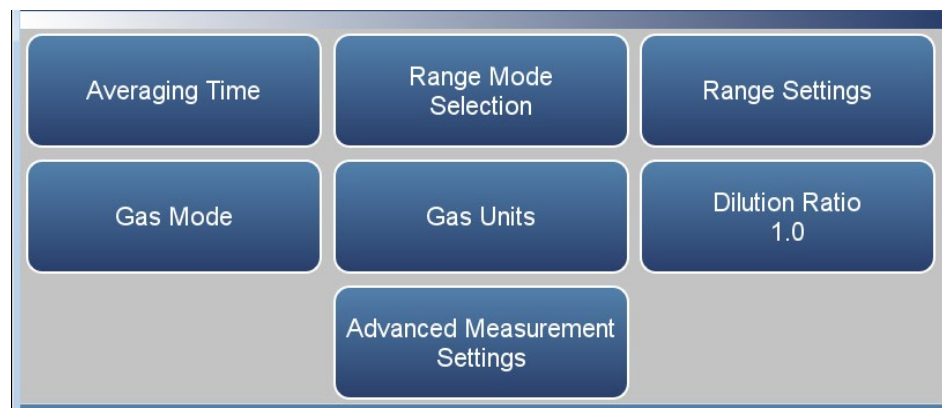 Averaging Time
Range Mode
Selection
Range Settings
Gas Mode
Gas Units
Dilution Ratio
1.0
Advanced Measurement
Settings